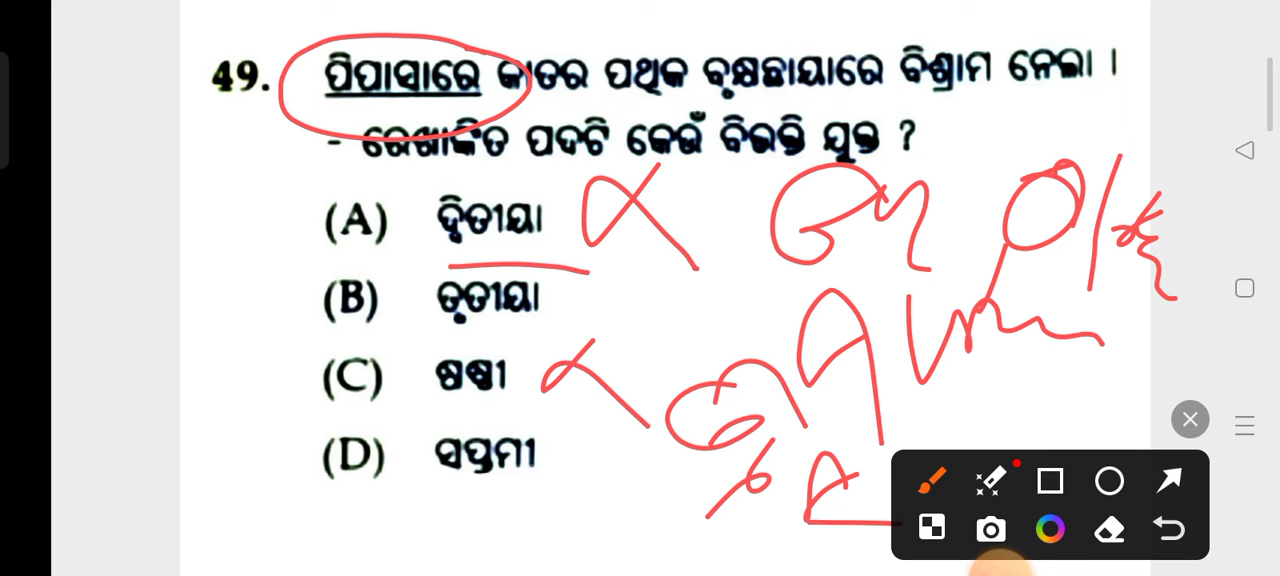 49. ପିପାସାରେ କାତର ପଥିକ ବୃକ୍ଷଛାୟାରେ ବିଶ୍ରାମ ନେଲା ।
- ରେଖାଙ୍କିତ ପଦଟି କେଉଁ ବିଭକ୍ତି ଯୁକ୍ତ ?
(A) ଦ୍ୱିତୀୟା
(B) ତୃତୀୟା
(C) ଷଷ୍ଠୀ
(D) ସପ୍ତମୀ